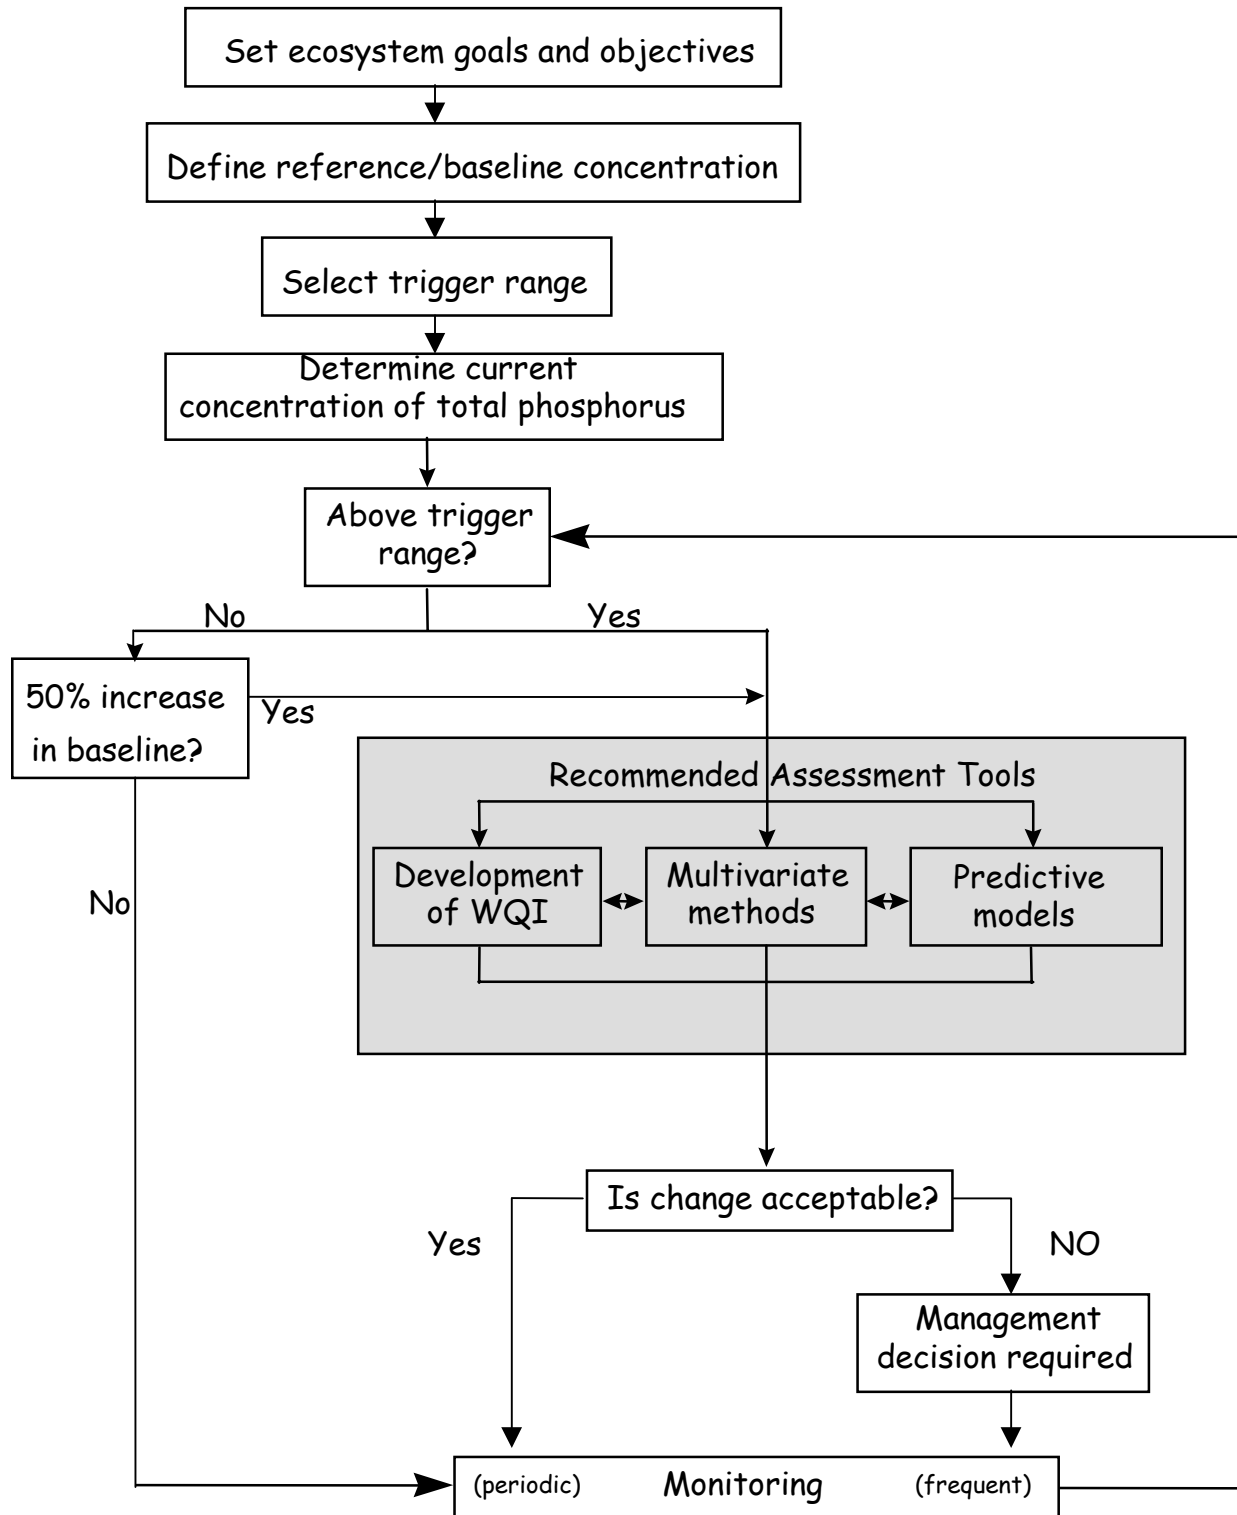 Set ecosystem goals and objectives
Define reference/baseline concentration
Select trigger range
Determine current
concentration of total phosphorus
Above trigger
range?
No
Yes
50% increase
in baseline?
Yes
Recommended Assessment Tools
Development
of WQI
Multivariate
methods
Predictive
models
No
Is change acceptable?
Yes
NO
Management
decision required
(periodic)
Monitoring
(frequent)